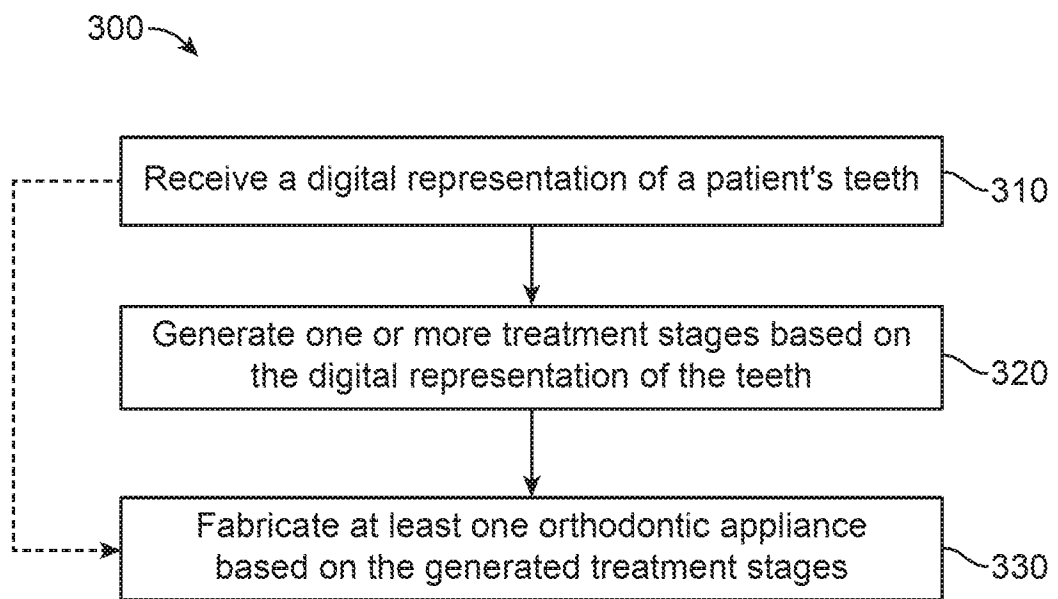 300
Receive a digital representation of a patient's teeth
310
Generate one or more treatment stages based on
the digital representation of the teeth
320
Fabricate at least one orthodontic appliance
based on the generated treatment stages
330